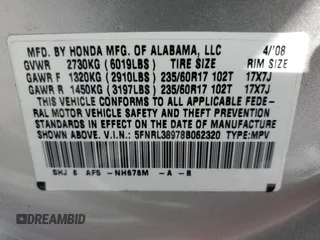 MFD. BY HONDA MFG. OF ALABAMA, LLC 4/'08
GVWR 2730KG (6019LBS) TIRE SIZE RIM SIZE
GAWR F 1320KG (2910LBS) 235/60R17 102T 17X7J
GAWR R 1450KG (3197LBS) 235/60R17 102T 17X7J
THIS VEHICLE CONFORMS TO ALL APPLICABLE FEDE-
RAL MOTOR VEHICLE SAFETY AND THEFT PREVENTION
STANDARDS IN EFFECT ON THE DATE OF MANUFACTURE
SHOWN ABOVE. V.I.N.: 5FNRL38978B062320 TYPE:MPV
SHJ 8 AF5 -NH678M -A -B
DREAMBID